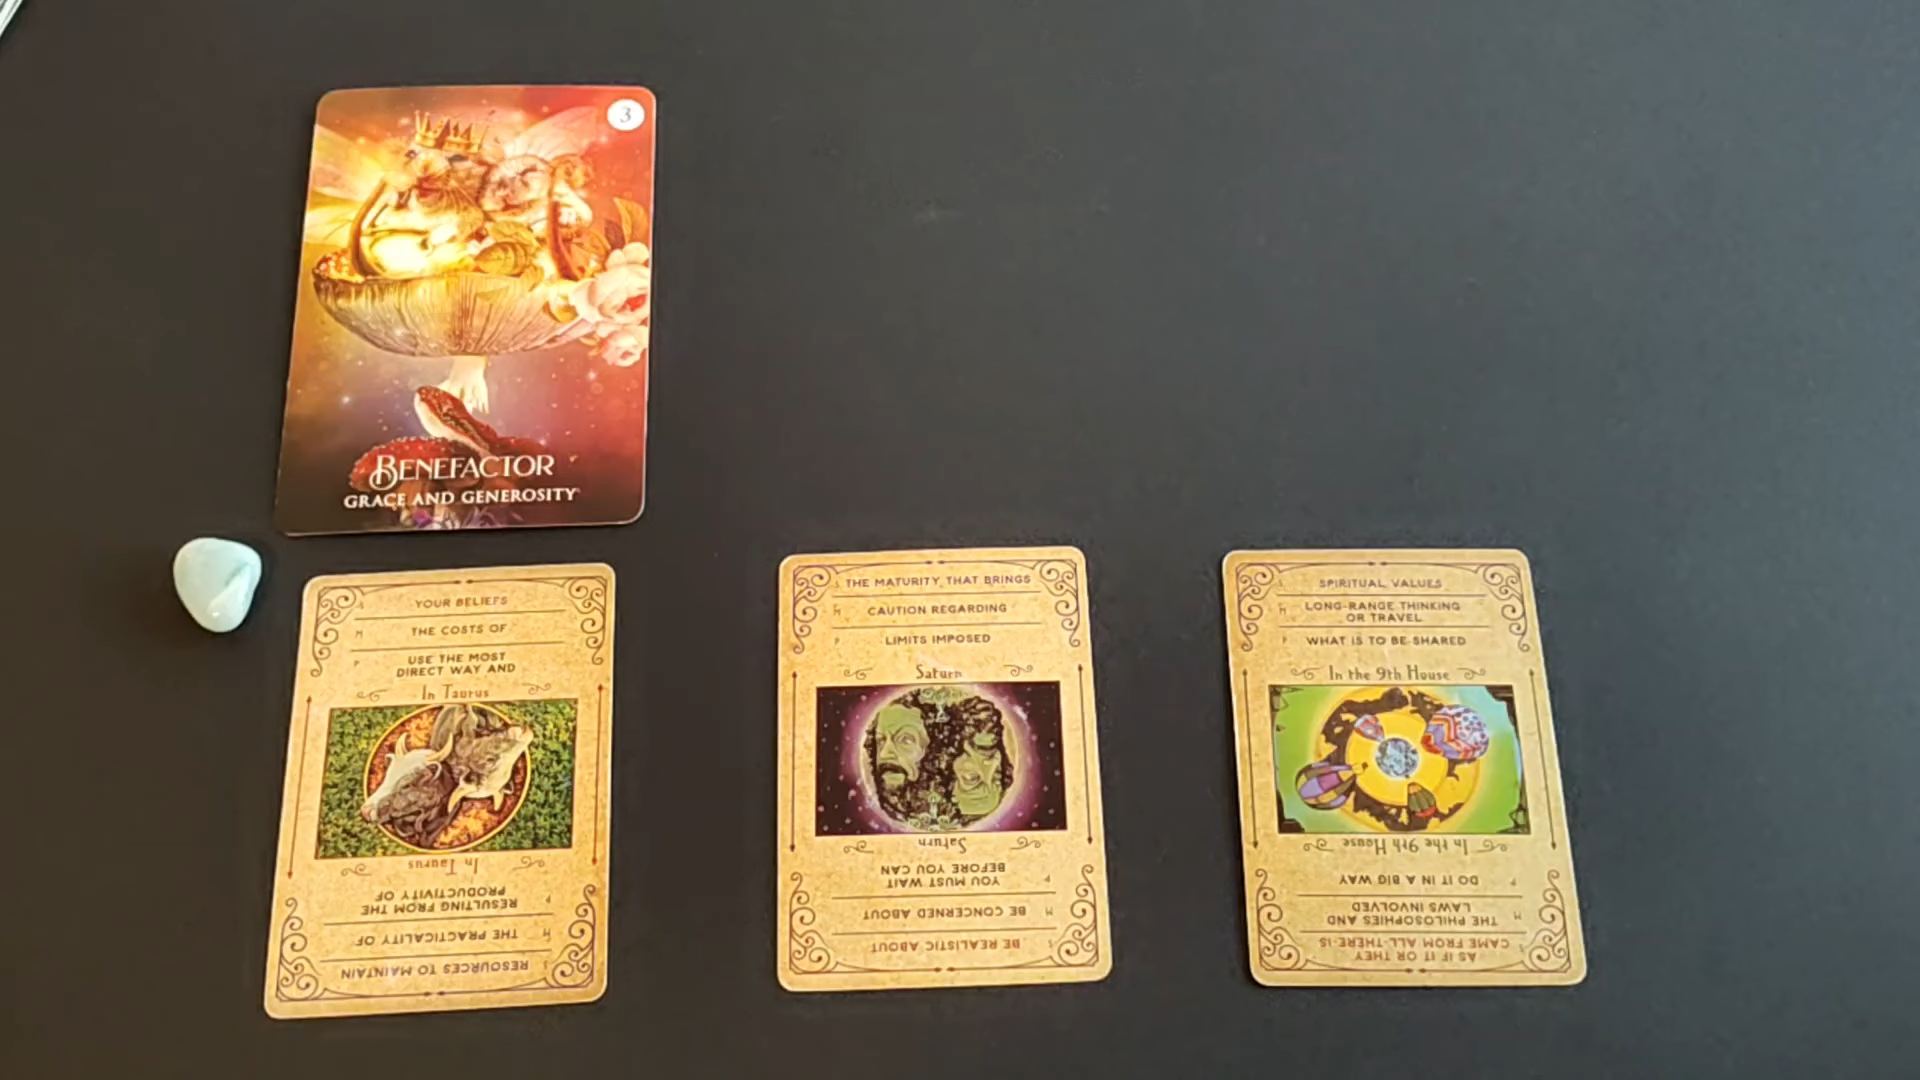 3
BENEFACTOR
GRACE AND GENEROSITY
S YOUR BELIEFS
M THE COSTS OF
P USE THE MOST
DIRECT WAY AND
In Taurus
In Taurus
P RESULTING FROM THE
PRODUCTIVITY OF
M THE PRACTICALITY OF
S RESOURCES TO MAINTAIN
S THE MATURITY THAT BRINGS
M CAUTION REGARDING
P LIMITS IMPOSED
Saturn
Saturn
P YOU MUST WAIT
BEFORE YOU CAN
M BE CONCERNED ABOUT
S BE REALISTIC ABOUT
S SPIRITUAL VALUES
M LONG-RANGE THINKING
OR TRAVEL
P WHAT IS TO BE SHARED
In the 9th House
In the 9th House
P DO IT IN A BIG WAY
M THE PHILOSOPHIES AND
LAWS INVOLVED
S AS IF IT OR THEY
CAME FROM ALL-THERE-IS